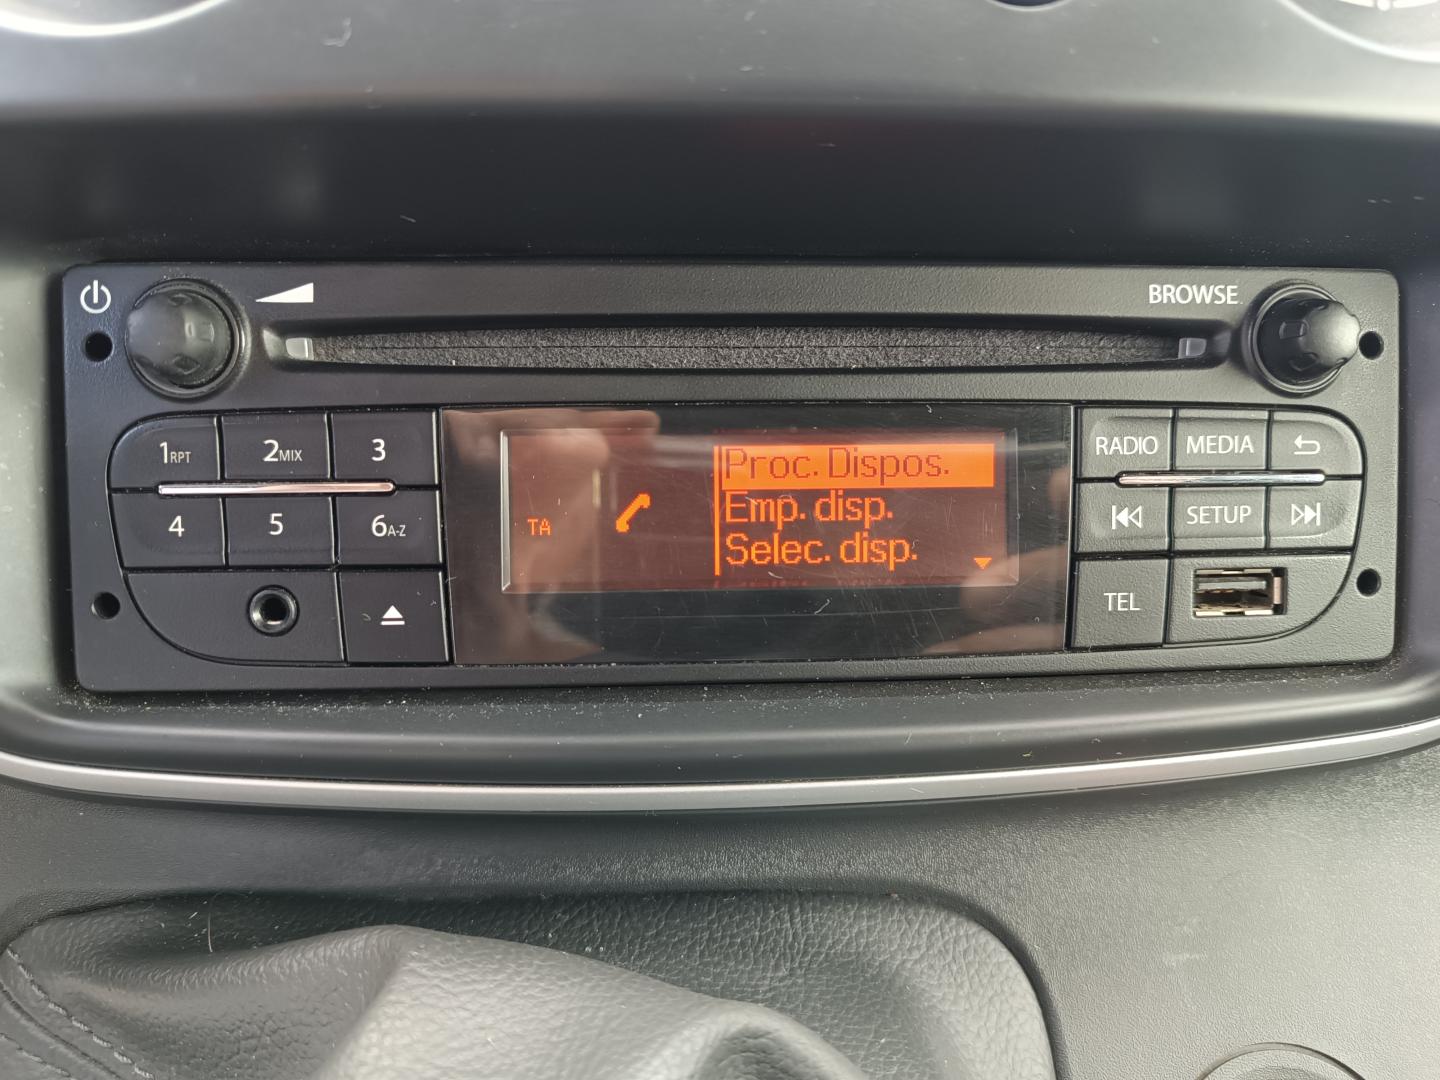 BROWSE
1RPT
2MIX
3
4
5
6A-Z
TA
Proc. Dispos.
Emp. disp.
Selec. disp.
RADIO
MEDIA
SETUP
TEL